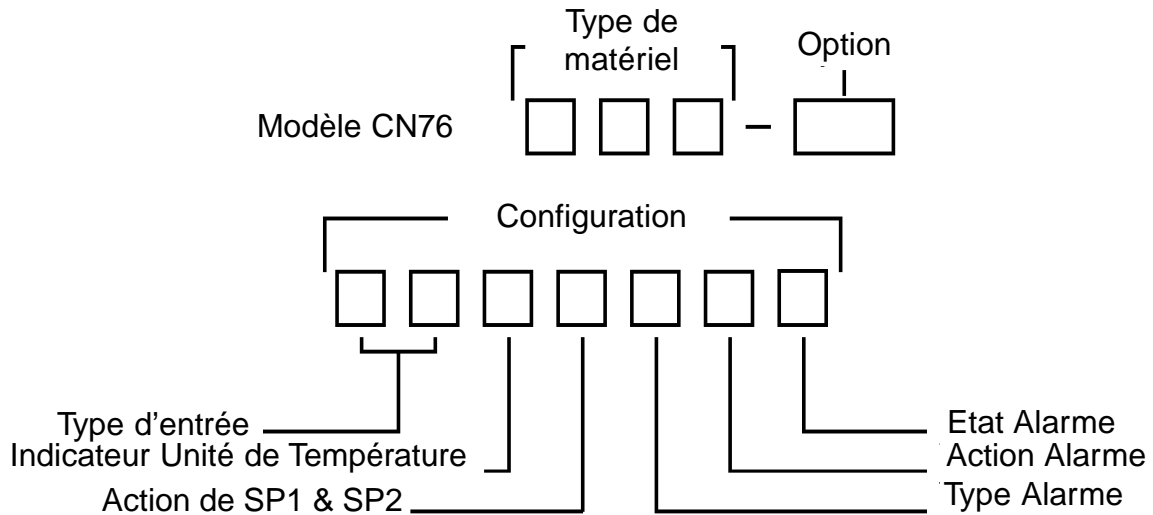 Type de
matériel
Option
Modèle CN76
Configuration
Type d'entrée
Etat Alarme
Indicateur Unité de Température
Action Alarme
Action de SP1 & SP2
Type Alarme